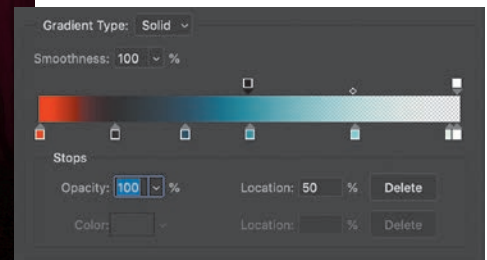 Gradient Type: Solid
Smoothness: 100 %
Stops
Opacity: 100 % Location: 50 % Delete
Color: Location: % Delete